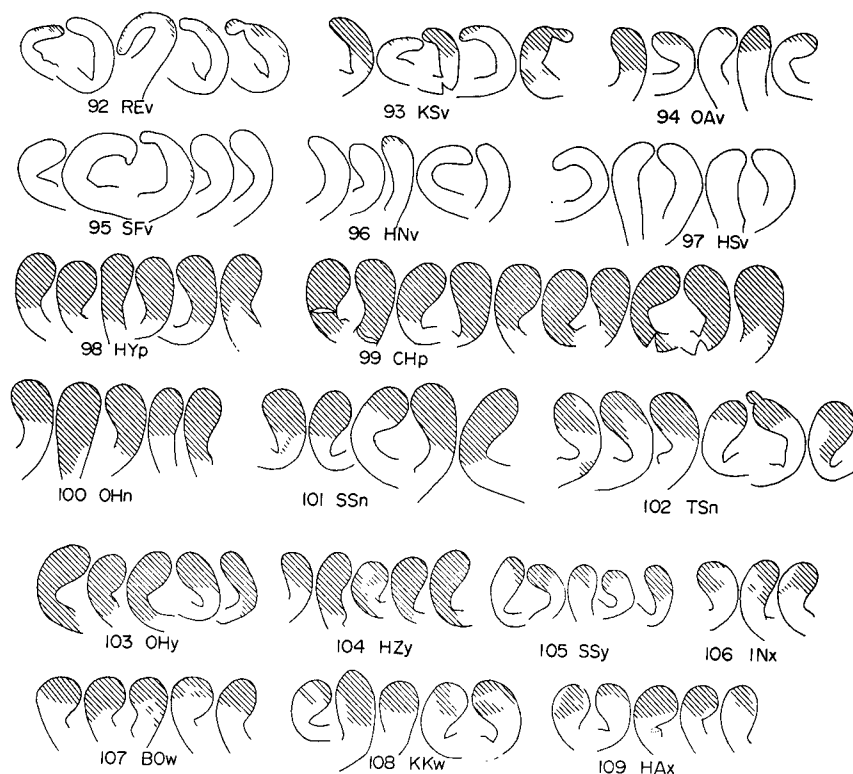 92 REv 93 KSv 94 OAv
95 SFv 96 HNv 97 HSv
98 HYp 99 CHp
100 OHn 101 SSn 102 TSn
103 OHy 104 HZy 105 SSy 106 INx
107 BOw 108 KKw 109 HAx